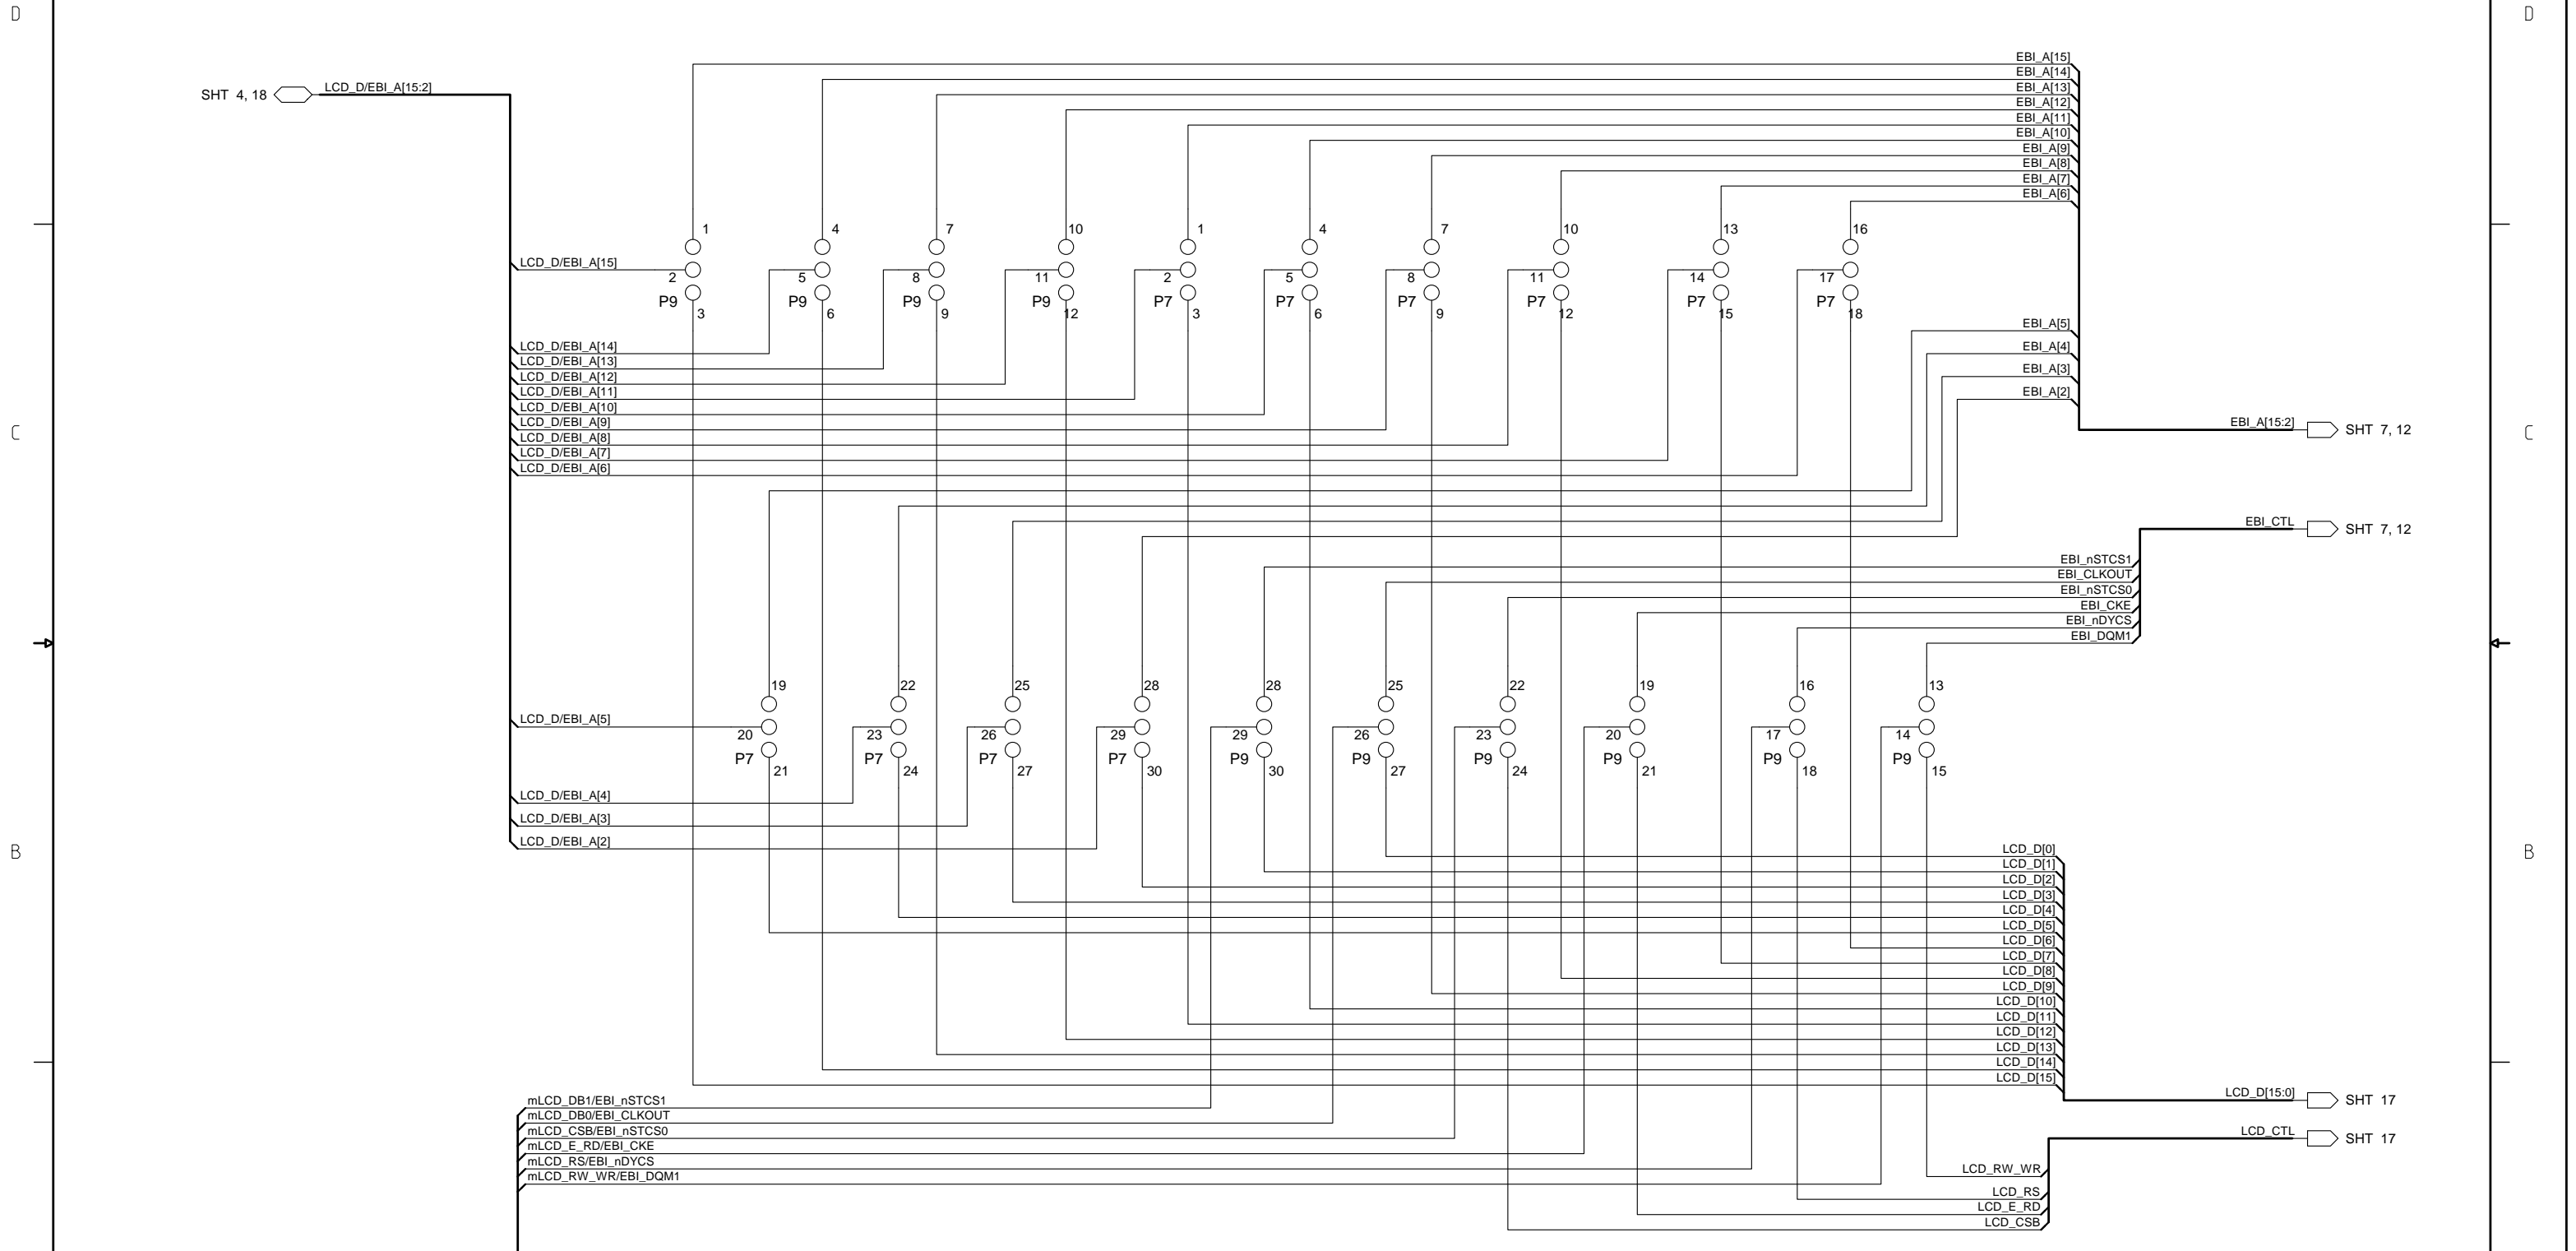 D D
EBI_A[15]
EBI_A[14]
SHT 4, 18 LCD_D/EBI_A[15:2] EBI_A[13]
EBI_A[12]
EBI_A[11]
EBI_A[10]
EBI_A[9]
EBI_A[8]
EBI_A[7]
EBI_A[6]
1 4 7 10 1 4 7 10 13 16
LCD_D/EBI_A[15]
2 5 8 11 2 5 8 11 14 17
P9 P9 P9 P9 P7 P7 P7 P7 P7 P7
3 6 9 12 3 6 9 12 15 18
EBI_A[5]
LCD_D/EBI_A[14] EBI_A[4]
LCD_D/EBI_A[13] EBI_A[3]
LCD_D/EBI_A[12]
LCD_D/EBI_A[11] EBI_A[2]
LCD_D/EBI_A[10]
LCD_D/EBI_A[9] EBI_A[15:2] SHT 7, 12
C C
LCD_D/EBI_A[8]
LCD_D/EBI_A[7]
LCD_D/EBI_A[6]
EBI_CTL SHT 7, 12
EBI_nSTCS1
EBI_CLKOUT
EBI_nSTCS0
EBI_CKE
EBI_nDYCS
EBI_DQM1
19 22 25 28 28 25 22 19 16 13
LCD_D/EBI_A[5]
20 23 26 29 29 26 23 20 17 14
P7 P7 P7 P7 P9 P9 P9 P9 P9 P9
21 24 27 30 30 27 24 21 18 15
LCD_D/EBI_A[4]
LCD_D/EBI_A[3]
LCD_D/EBI_A[2]
B B
LCD_D[0]
LCD_D[1]
LCD_D[2]
LCD_D[3]
LCD_D[4]
LCD_D[5]
LCD_D[6]
LCD_D[7]
LCD_D[8]
LCD_D[9]
LCD_D[10]
LCD_D[11]
LCD_D[12]
LCD_D[13]
LCD_D[14]
LCD_D[15]
LCD_D[15:0] SHT 17
mLCD_DB1/EBI_nSTCS1
mLCD_DB0/EBI_CLKOUT
mLCD_CSB/EBI_nSTCS0 LCD_CTL SHT 17
mLCD_E_RD/EBI_CKE
mLCD_RS/EBI_nDYCS
mLCD_RW_WR/EBI_DQM1
LCD_RW_WR
LCD_RS
LCD_E_RD
LCD_CSB